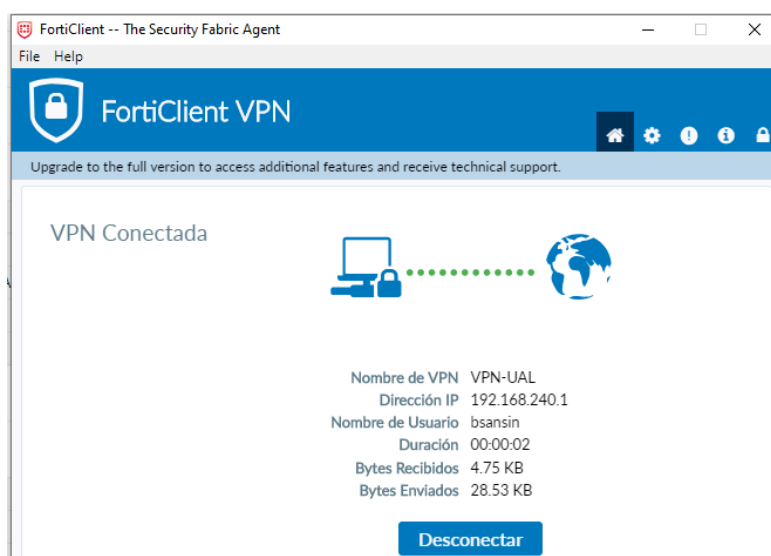 FortiClient -- The Security Fabric Agent
File Help
FortiClient VPN
Upgrade to the full version to access additional features and receive technical support.
VPN Conectada
Nombre de VPN VPN-UAL
Dirección IP 192.168.240.1
Nombre de Usuario bsansin
Duración 00:00:02
Bytes Recibidos 4.75 KB
Bytes Enviados 28.53 KB
Desconectar